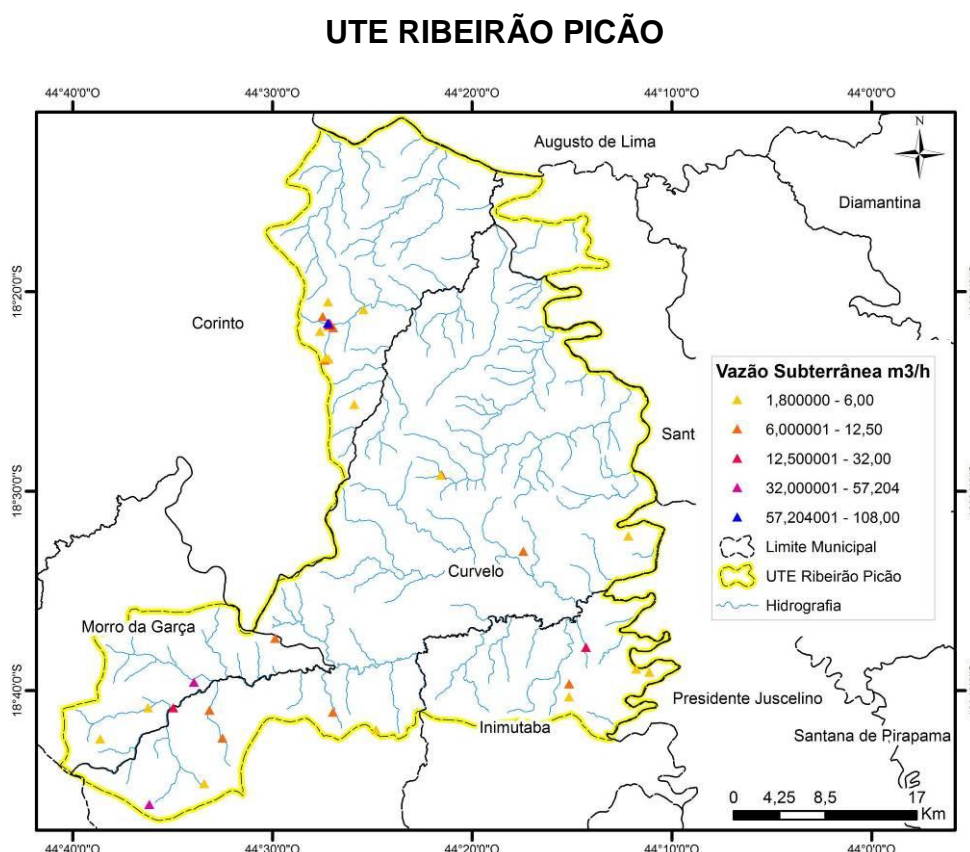 UTE RIBEIRÃO PICÃO
44°40'0"O 44°30'0"O 44°20'0"O 44°10'0"O 44°0'0"O
N
Augusto de Lima
Diamantina
18°20'0"S
Corinto
Vazão Subterrânea m3/h
1,800000 - 6,00
6,000001 - 12,50
Sant
12,500001 - 32,00
32,000001 - 57,204
18°30'0"S
57,204001 - 108,00
Limite Municipal
Curvelo
UTE Ribeirão Picão
Hidrografia
Morro da Garça
18°40'0"S
Presidente Juscelino
Inimutaba
Santana de Pirapama
0 4,25 8,5 17
Km
44°40'0"O 44°30'0"O 44°20'0"O 44°10'0"O 44°0'0"O